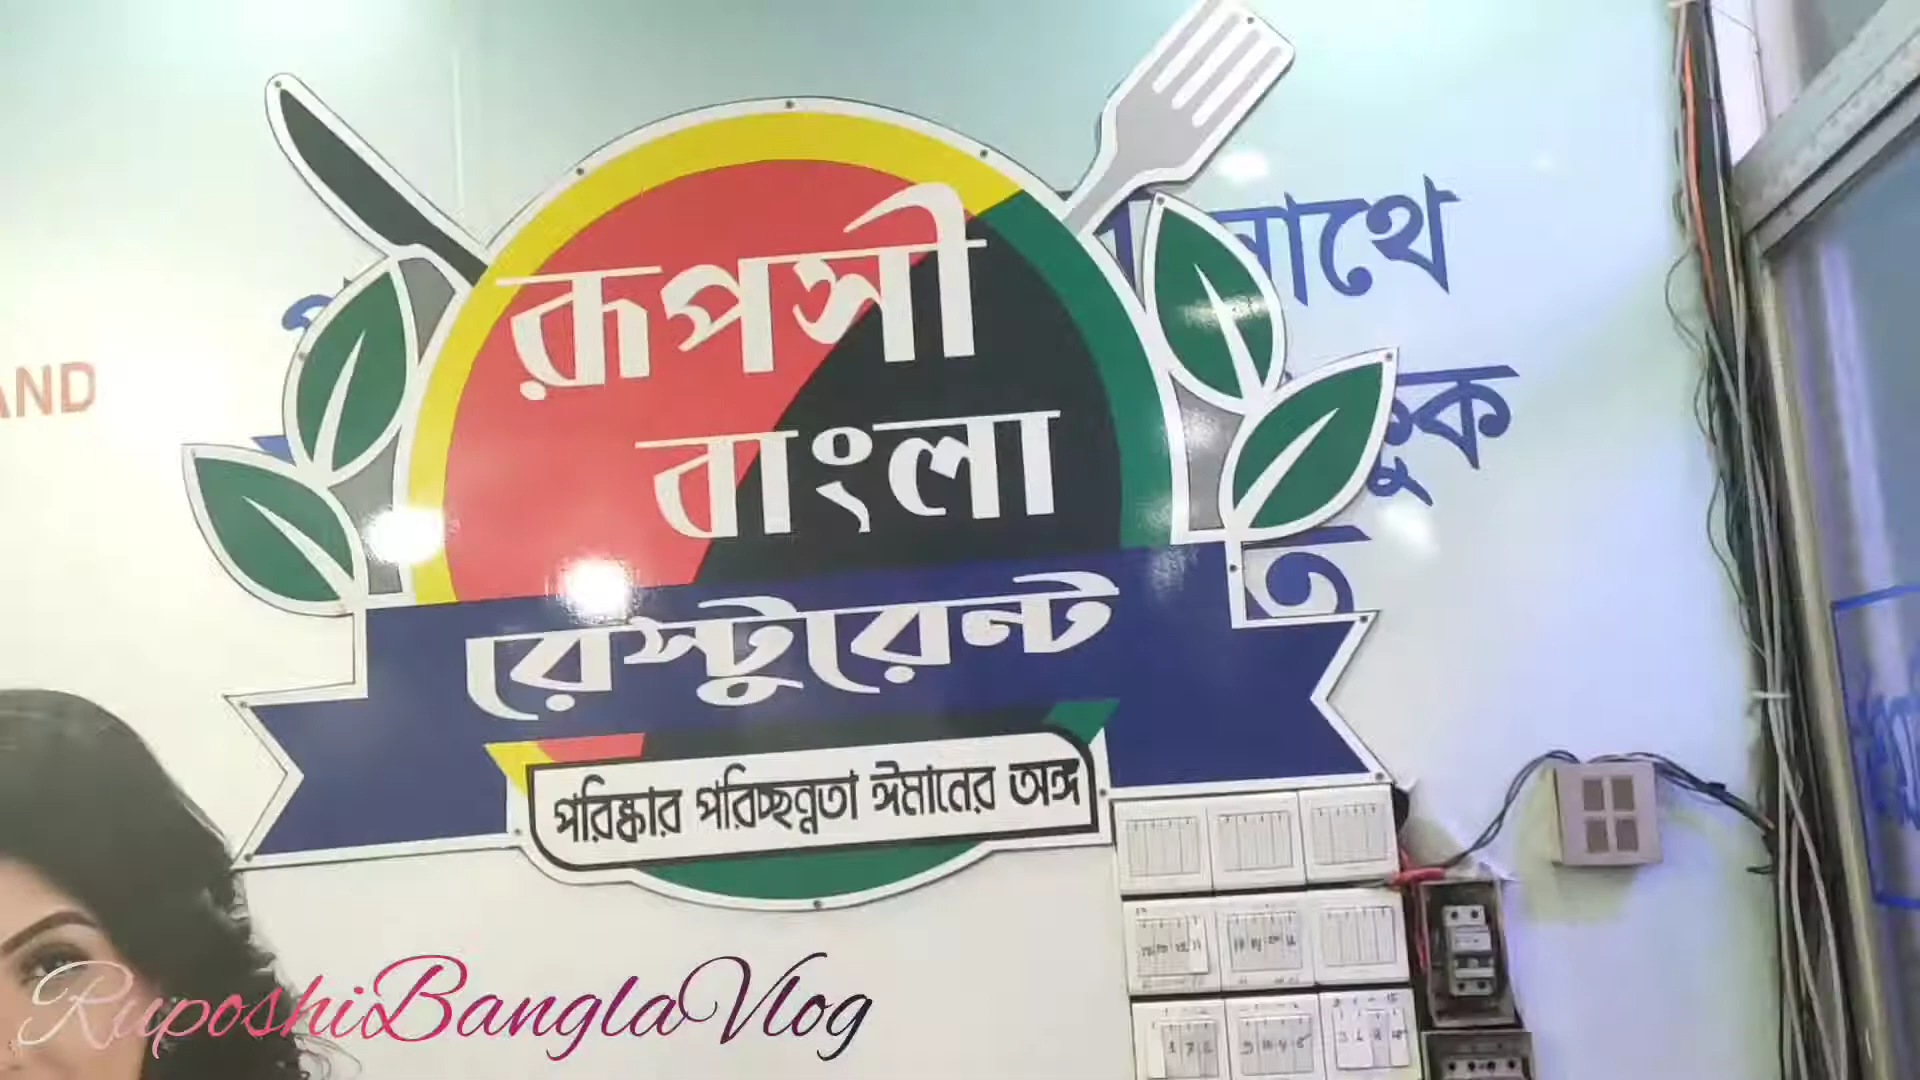 রূপসী
বাংলা
রেস্টুরেন্ট
পরিষ্কার পরিচ্ছন্নতা ঈমানের অঙ্গ
RuposhiBanglaVlog